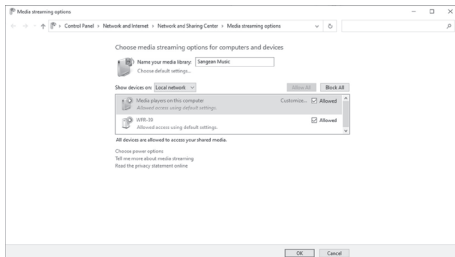 Media streaming options
Control Panel > Network and Internet > Network and Sharing Center > Media streaming options
Choose media streaming options for computers and devices
Name your media library: Sangean Music
Choose default settings...
Show devices on: Local network
Allow All
Block All
Media players on this computer
Customize...
Allowed
Allowed access using default settings.
WFR-39
Allowed
Allowed access using default settings.
All devices are allowed to access your shared media.
Choose power options
Tell me more about media streaming
Read the privacy statement online
OK
Cancel